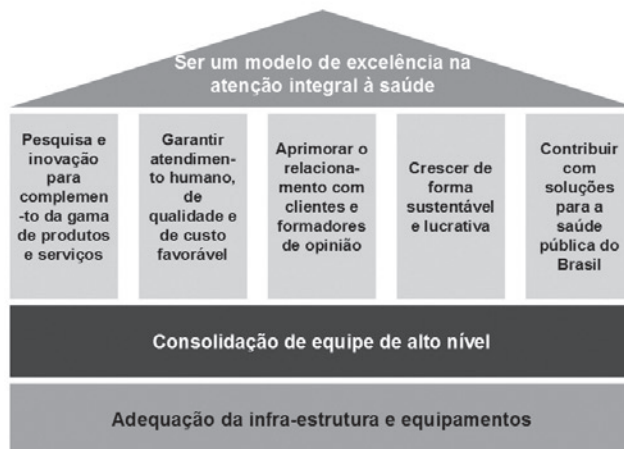 Ser um modelo de excelência na
atenção integral à saúde
Pesquisa e
inovação
para
complemen
-to da gama
de produtos
e serviços
Garantir
atendimen-
to humano,
de
qualidade e
de custo
favorável
Aprimorar o
relaciona-
mento com
clientes e
formadores
de opinião
Crescer de
forma
sustentável
e lucrativa
Contribuir
com
soluções
para a
saúde
pública do
Brasil
Consolidação de equipe de alto nível
Adequação da infra-estrutura e equipamentos